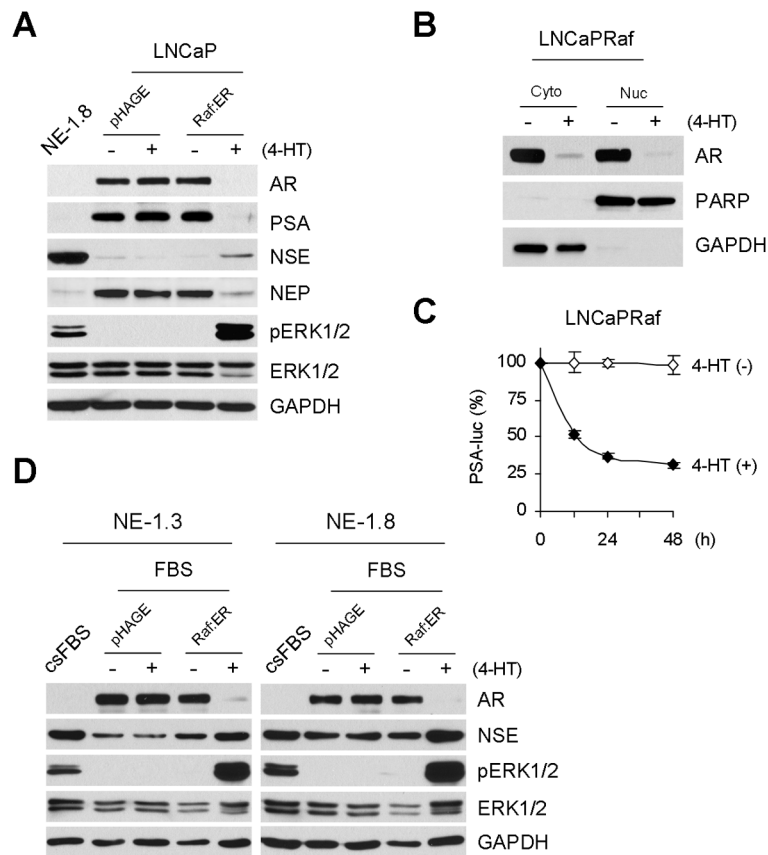 A
LNCaP
NE-1.8
pHAGE
Raf:ER
- + - + (4-HT)
AR
PSA
NSE
NEP
pERK1/2
ERK1/2
GAPDH
B
LNCaPRaf
Cyto Nuc
- + - + (4-HT)
AR
PARP
GAPDH
C
LNCaPRaf
PSA-luc (%)
100
75
50
25
0
0 24 48 (h)
4-HT (-)
4-HT (+)
D
NE-1.3 NE-1.8
FBS FBS
csFBS pHAGE Raf:ER csFBS pHAGE Raf:ER
- + - + - + - + (4-HT)
AR
NSE
pERK1/2
ERK1/2
GAPDH